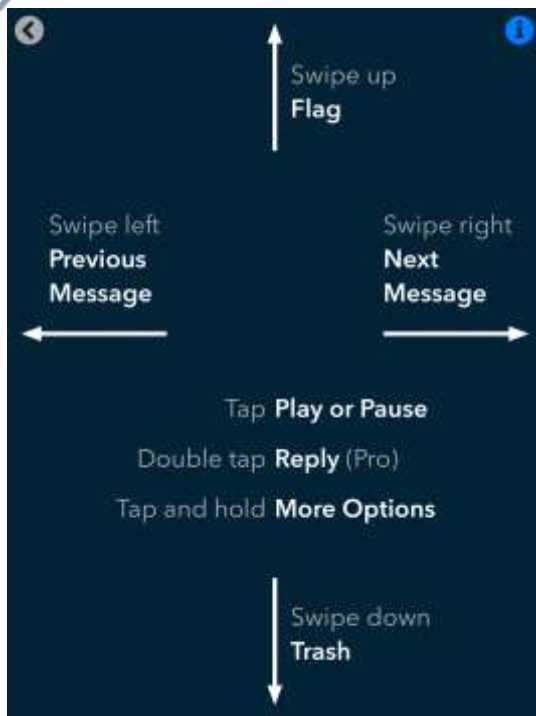 Swipe up
Flag
Swipe left
Previous
Message
Swipe right
Next
Message
Tap Play or Pause
Double tap Reply (Pro)
Tap and hold More Options
Swipe down
Trash